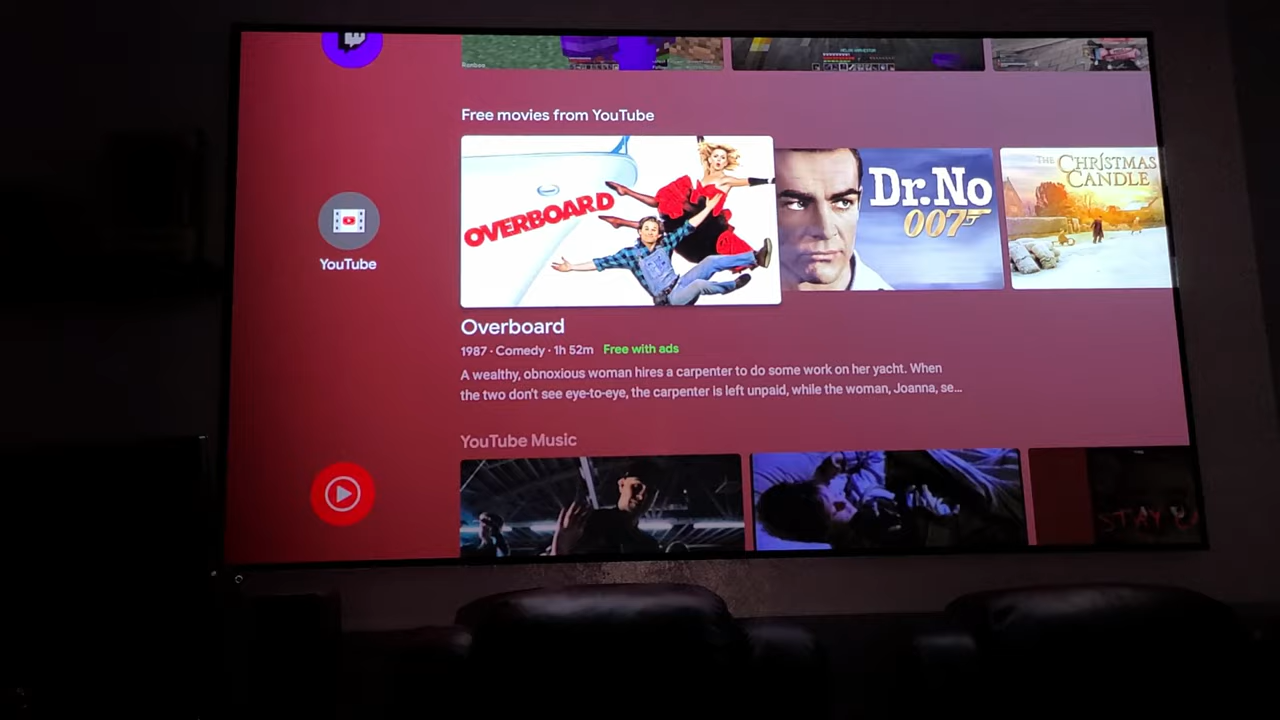 Ranboo
Free movies from YouTube
OVERBOARD
Dr.No
007
THE CHRISTMAS
CANDLE
YouTube
Overboard
1987 · Comedy · 1h 52m Free with ads
A wealthy, obnoxious woman hires a carpenter to do some work on her yacht. When
the two don't see eye-to-eye, the carpenter is left unpaid, while the woman, Joanna, se...
YouTube Music
STAY